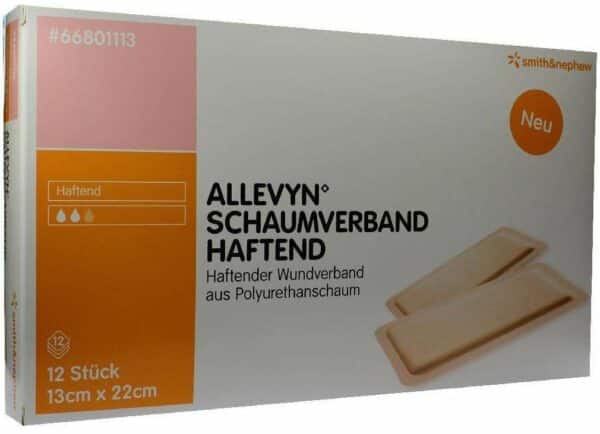 #66801113
smith&nephew
Neu
Haftend
ALLEVYN◊
SCHAUMVERBAND
HAFTEND
Haftender Wundverband
aus Polyurethanschaum
12
12 Stück
13cm x 22cm